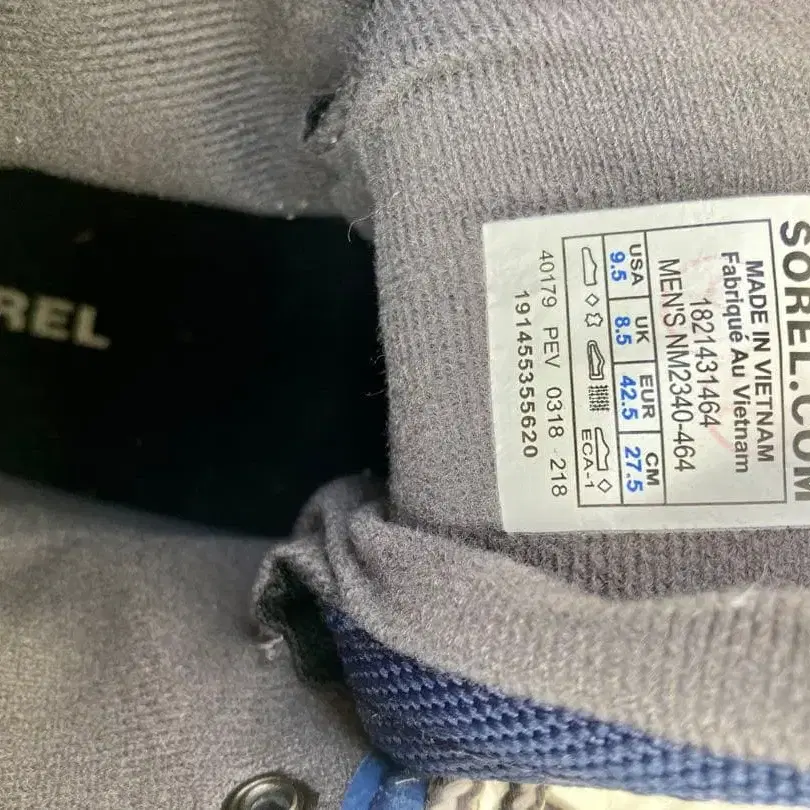 REL
SOREL.COM
MADE IN VIETNAM
Fabriqué Au Vietnam
1821431464
MEN'S NM2340-464
USA UK EUR CM
9.5 8.5 42.5 27.5
ECA-1
40179 PEV 0318 218
191455355620